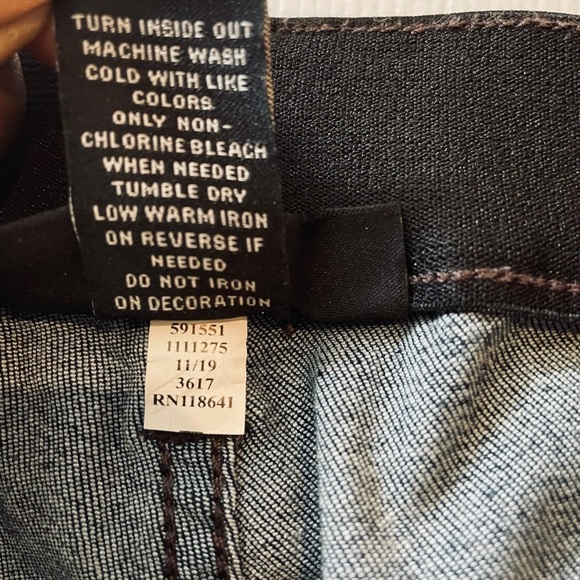 TURN INSIDE OUT
MACHINE WASH
COLD WITH LIKE
COLORS
ONLY NON-
CHLORINE BLEACH
WHEN NEEDED
TUMBLE DRY
LOW WARM IRON
ON REVERSE IF
NEEDED
DO NOT IRON
ON DECORATION
591551
1111275
11/19
3617
RN118641